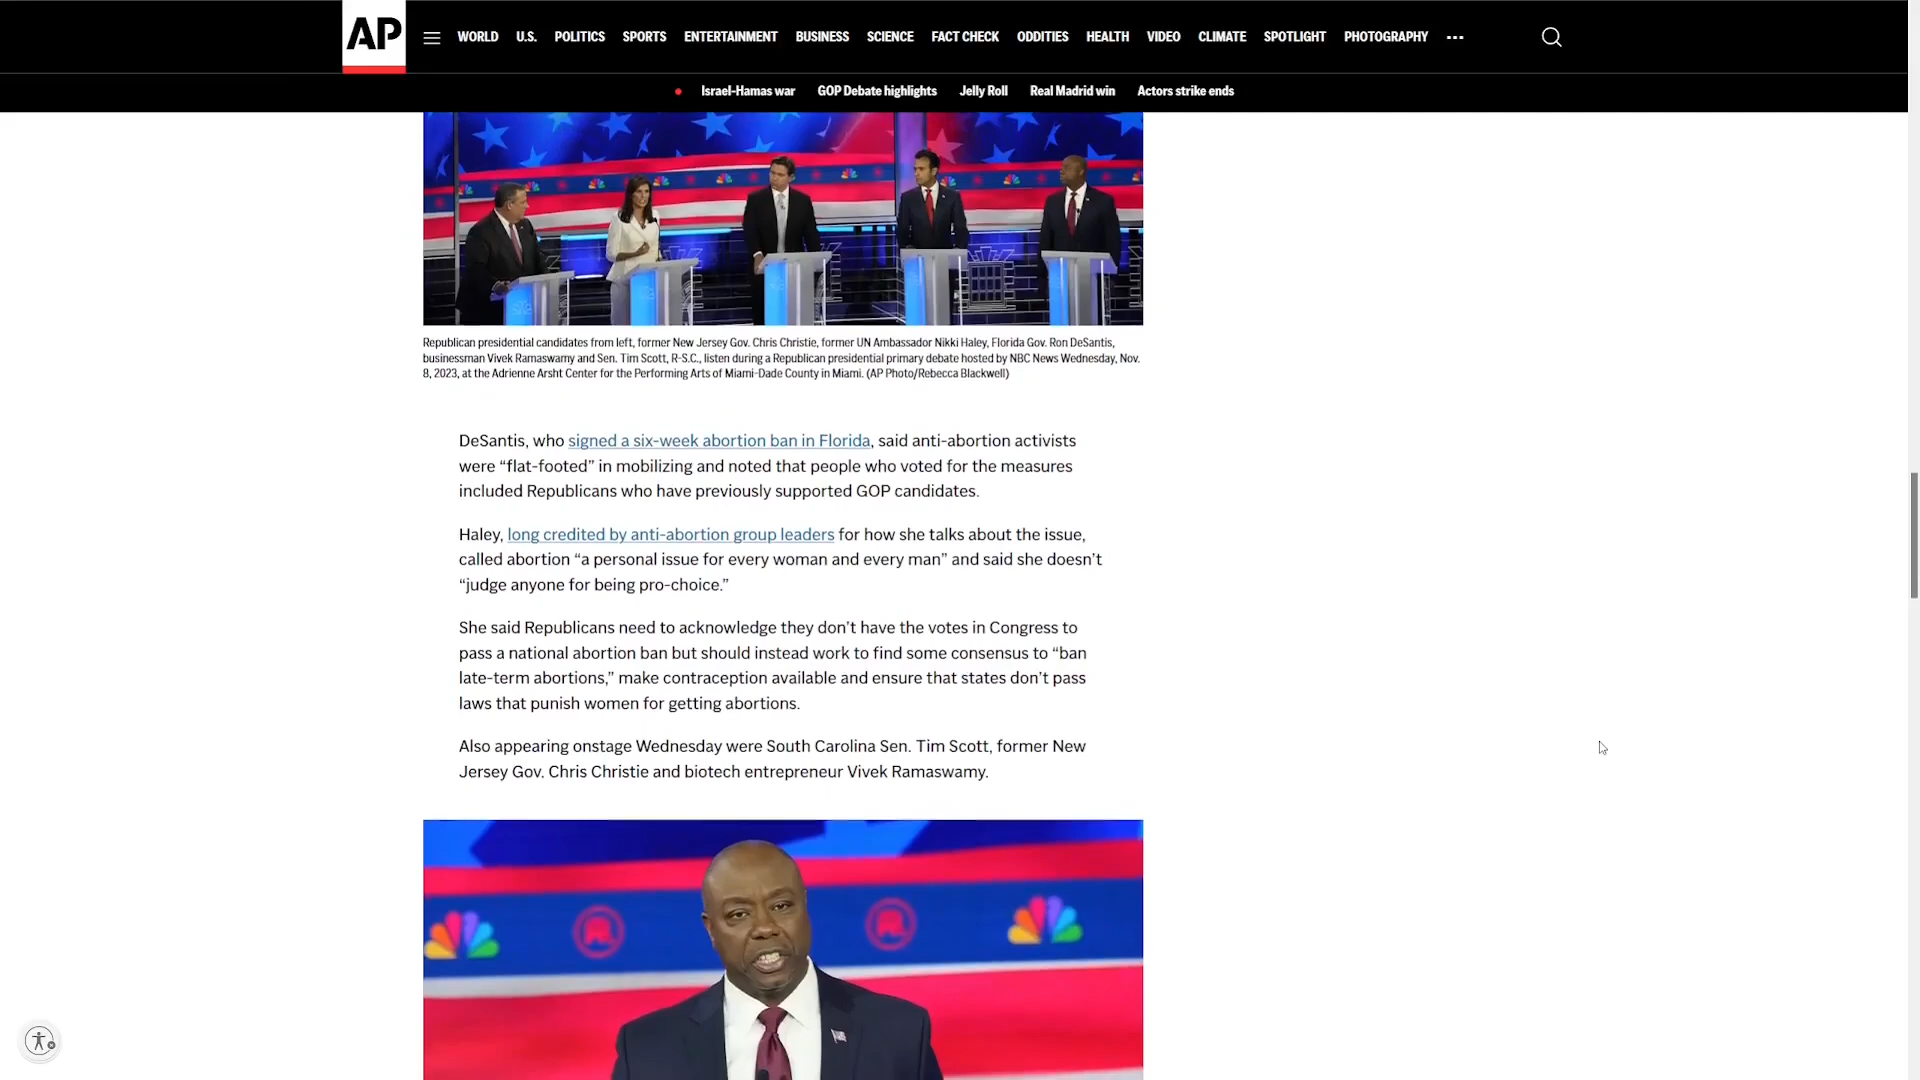 AP
WORLD U.S. POLITICS SPORTS ENTERTAINMENT BUSINESS SCIENCE FACT CHECK ODDITIES HEALTH VIDEO CLIMATE SPOTLIGHT PHOTOGRAPHY ...
Israel-Hamas war GOP Debate highlights Jelly Roll Real Madrid win Actors strike ends
Republican presidential candidates from left, former New Jersey Gov. Chris Christie, former UN Ambassador Nikki Haley, Florida Gov. Ron DeSantis,
businessman Vivek Ramaswamy and Sen. Tim Scott, R-S.C., listen during a Republican presidential primary debate hosted by NBC News Wednesday, Nov.
8, 2023, at the Adrienne Arsht Center for the Performing Arts of Miami-Dade County in Miami. (AP Photo/Rebecca Blackwell)
DeSantis, who signed a six-week abortion ban in Florida, said anti-abortion activists
were “flat-footed” in mobilizing and noted that people who voted for the measures
included Republicans who have previously supported GOP candidates.
Haley, long credited by anti-abortion group leaders for how she talks about the issue,
called abortion “a personal issue for every woman and every man” and said she doesn’t
“judge anyone for being pro-choice.”
She said Republicans need to acknowledge they don’t have the votes in Congress to
pass a national abortion ban but should instead work to find some consensus to “ban
late-term abortions,” make contraception available and ensure that states don’t pass
laws that punish women for getting abortions.
Also appearing onstage Wednesday were South Carolina Sen. Tim Scott, former New
Jersey Gov. Chris Christie and biotech entrepreneur Vivek Ramaswamy.